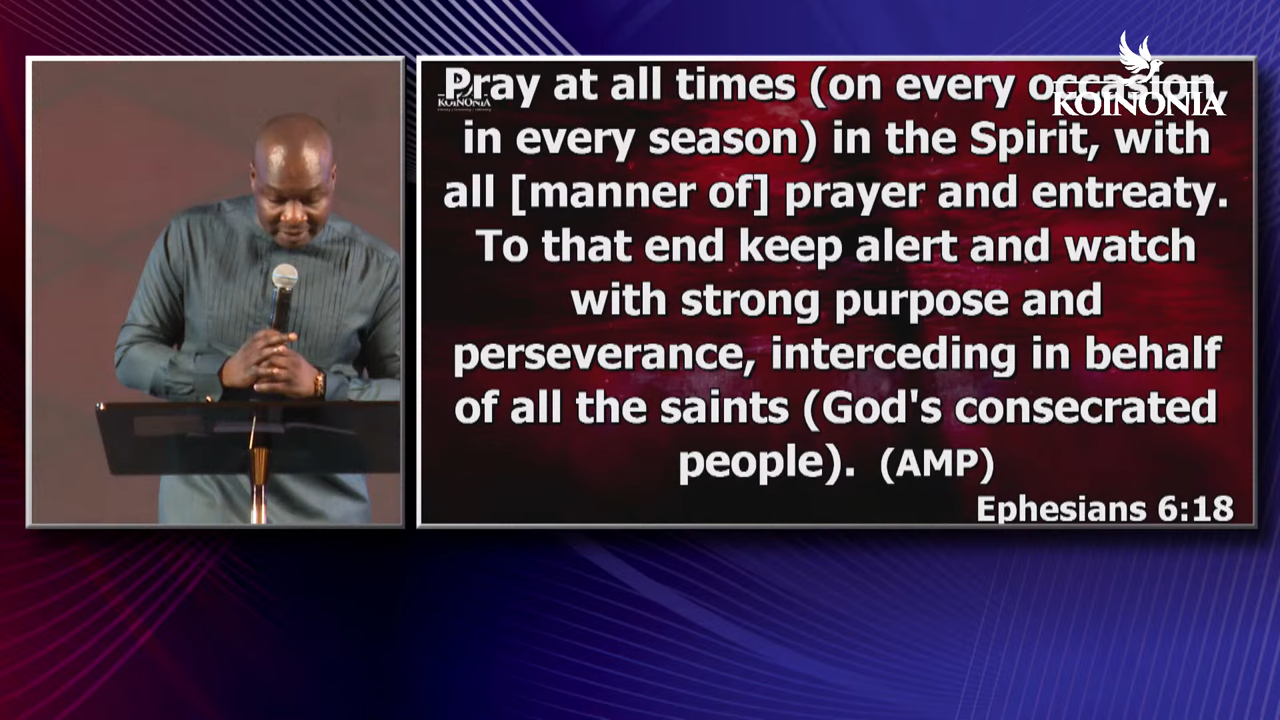 Pray at all times (on every occasion,
in every season) in the Spirit, with
all [manner of] prayer and entreaty.
To that end keep alert and watch
with strong purpose and
perseverance, interceding in behalf
of all the saints (God's consecrated
people). (AMP)
Ephesians 6:18
KOINONIA
KOINONIA